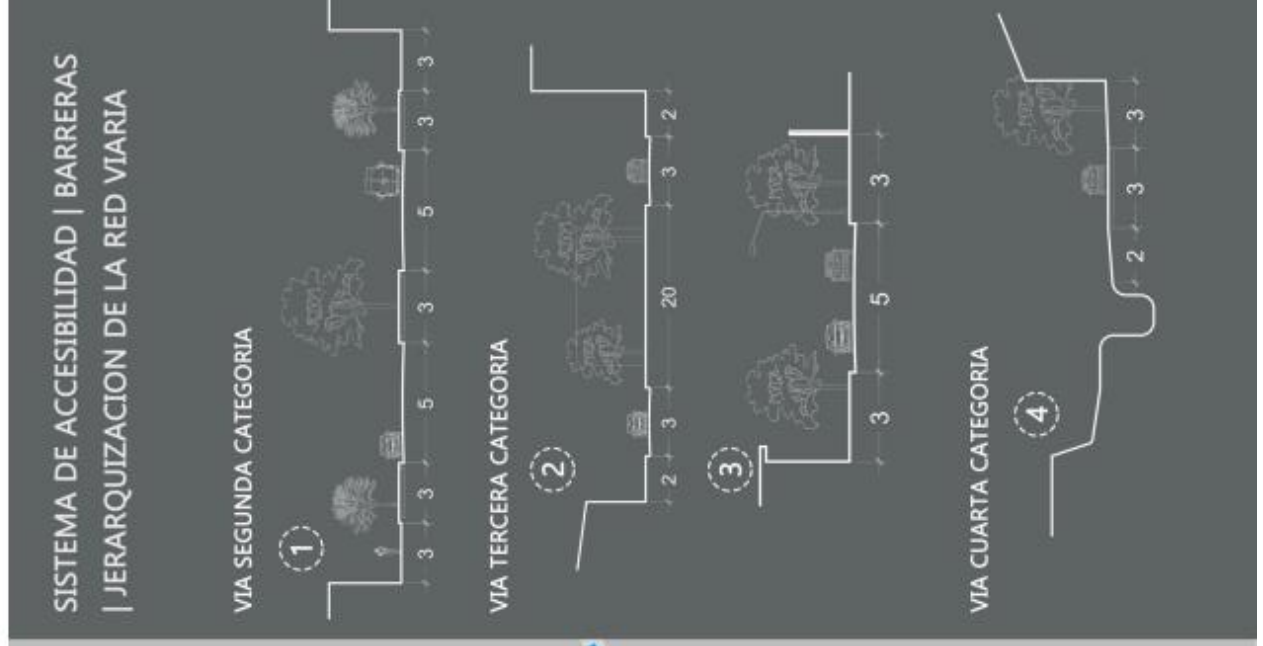 SISTEMA DE ACCESIBILIDAD | BARRERAS
| JERARQUIZACION DE LA RED VIARIA
VIA SEGUNDA CATEGORIA
1
3 3 5 3 5 3 3
VIA TERCERA CATEGORIA
2
2 3 20 3 2
3
3 5 3
VIA CUARTA CATEGORIA
4
2 3 3